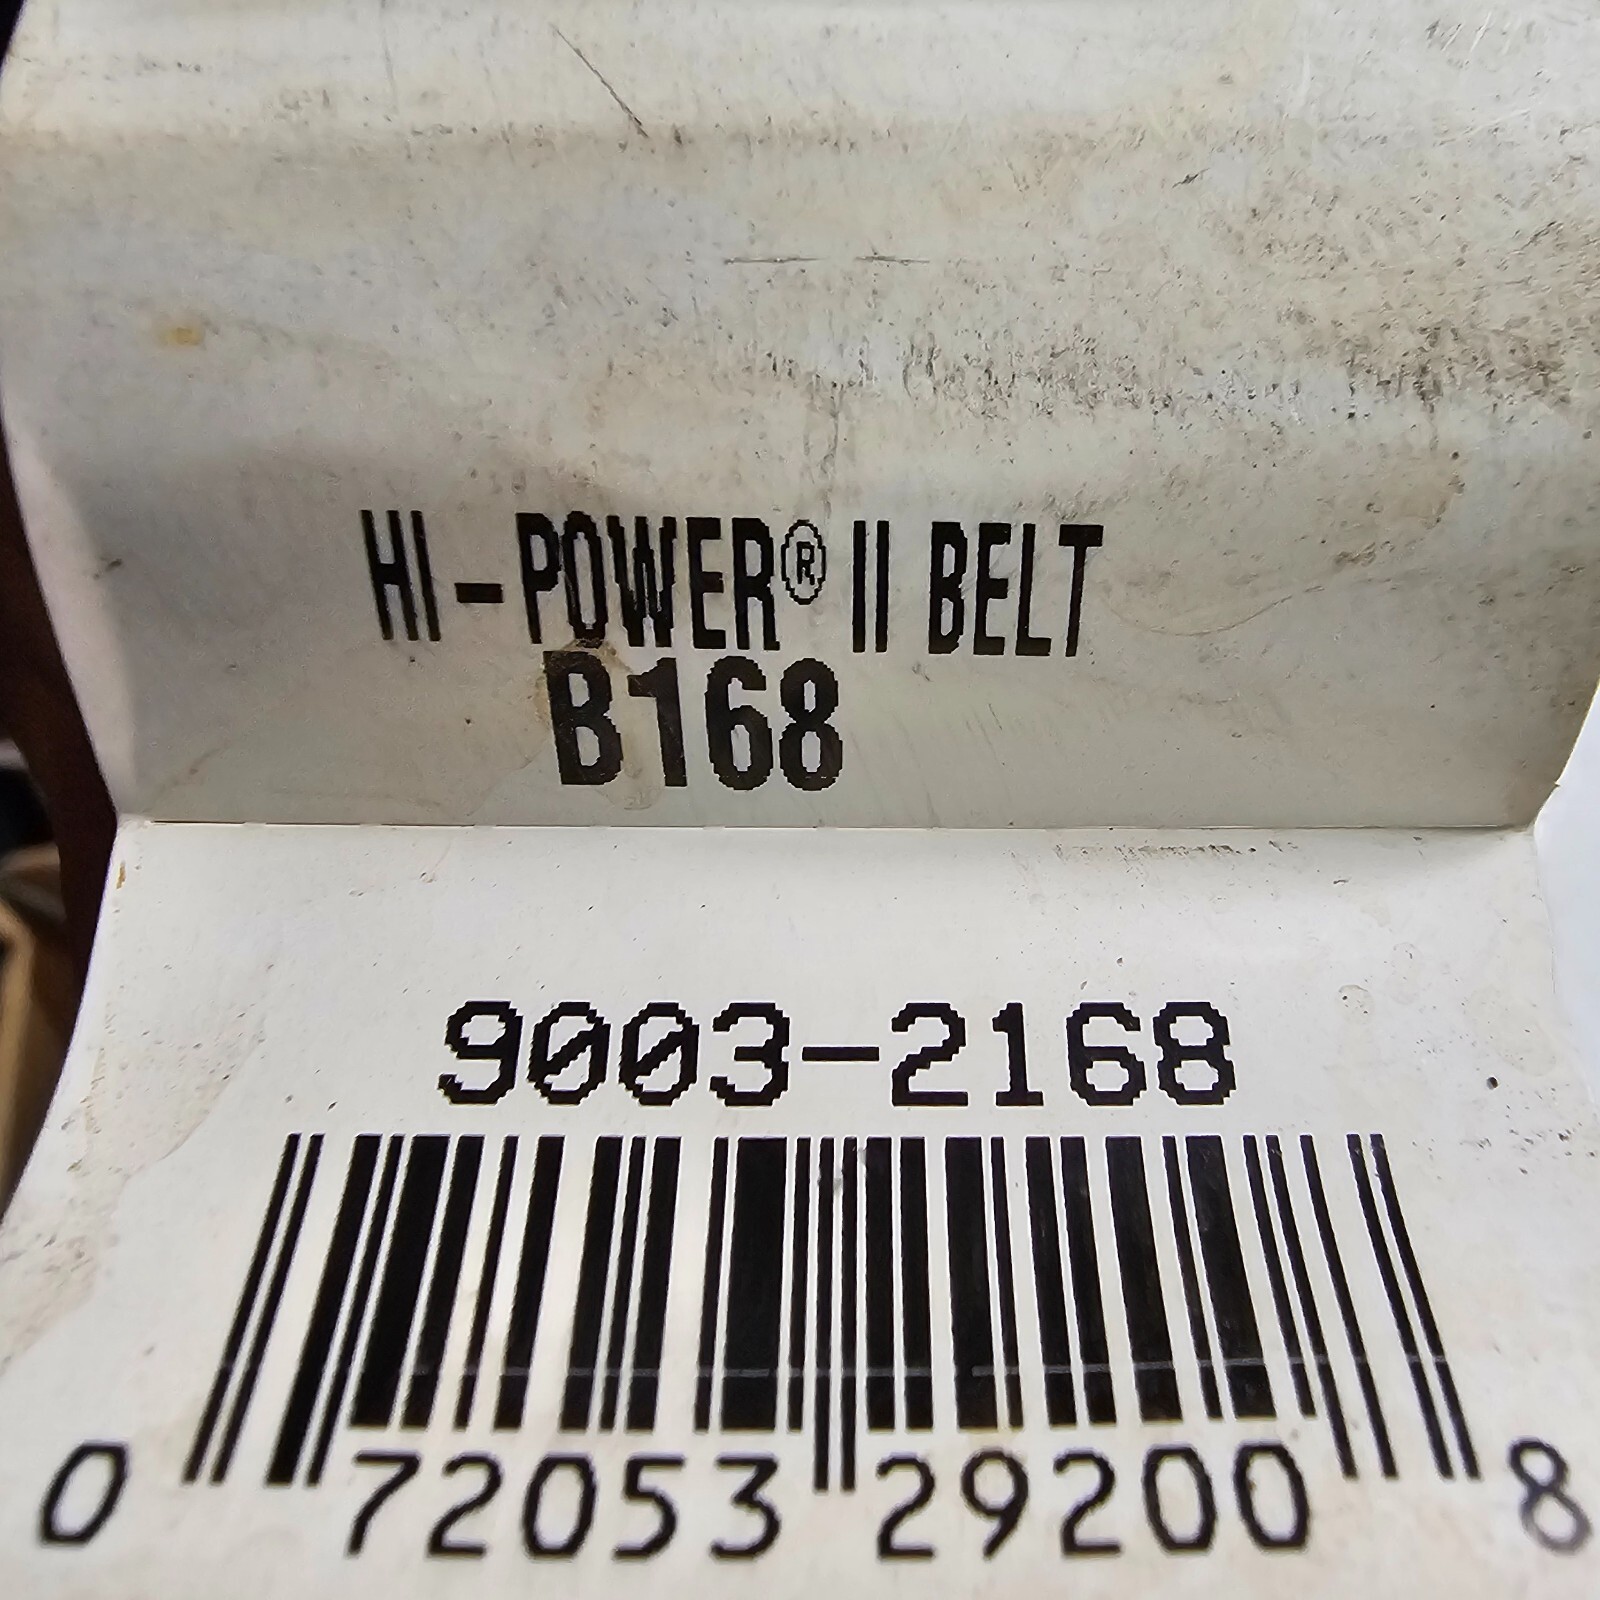 HI-POWER® II BELT
B168
9003-2168
0 72053 29200 8